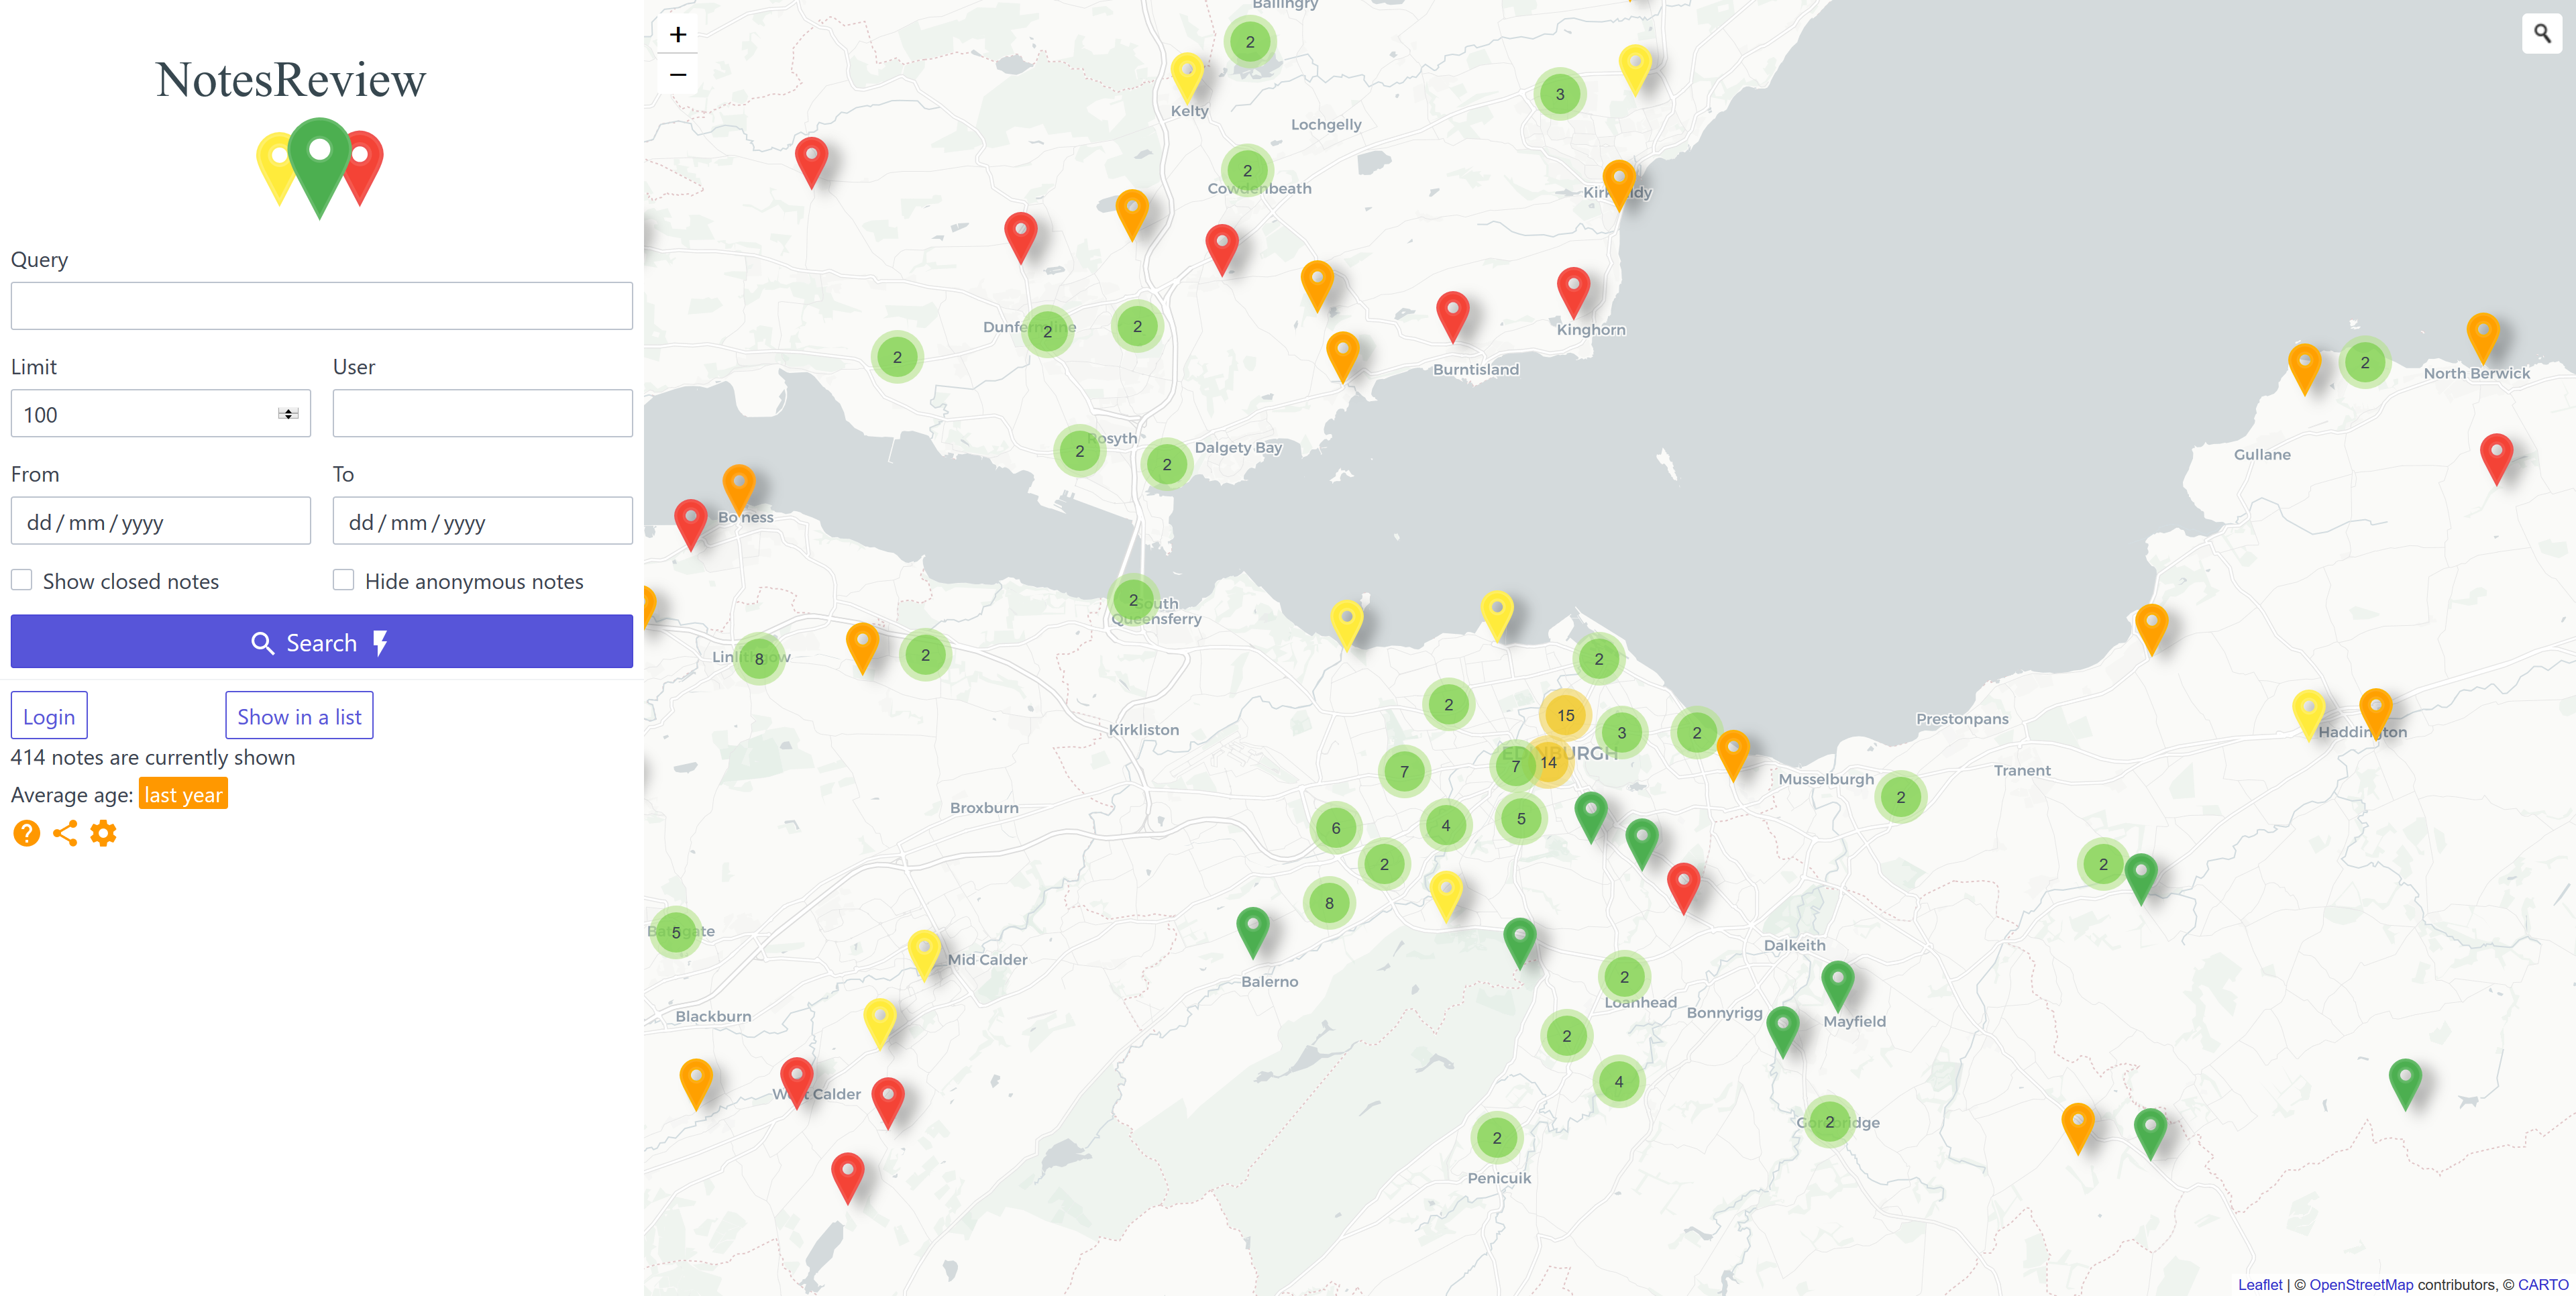 NotesReview
Query
Limit
User
100
From
To
dd / mm / yyyy
dd / mm / yyyy
Show closed notes
Hide anonymous notes
Search
Login
Show in a list
414 notes are currently shown
Average age: last year
+
−
Ballingry
2
3
Kelty
Lochgelly
2
Cowdenbeath
Kirkcaldy
Dunfermline
2
2
2
Kinghorn
Burntisland
2
North Berwick
Rosyth
2
2
Dalgety Bay
Gullane
Bo'ness
2
South
Queensferry
Linlithgow
8
2
2
2
15
3
2
Kirkliston
Prestonpans
Haddington
EDINBURGH
7
7
14
Musselburgh
Tranent
2
Broxburn
6
4
5
2
2
8
Bathgate
5
Dalkeith
Mid Calder
Balerno
2
Loanhead
Bonnyrigg
Mayfield
Blackburn
2
4
West Calder
2
Gorebridge
2
Penicuik
Leaflet | © OpenStreetMap contributors, © CARTO